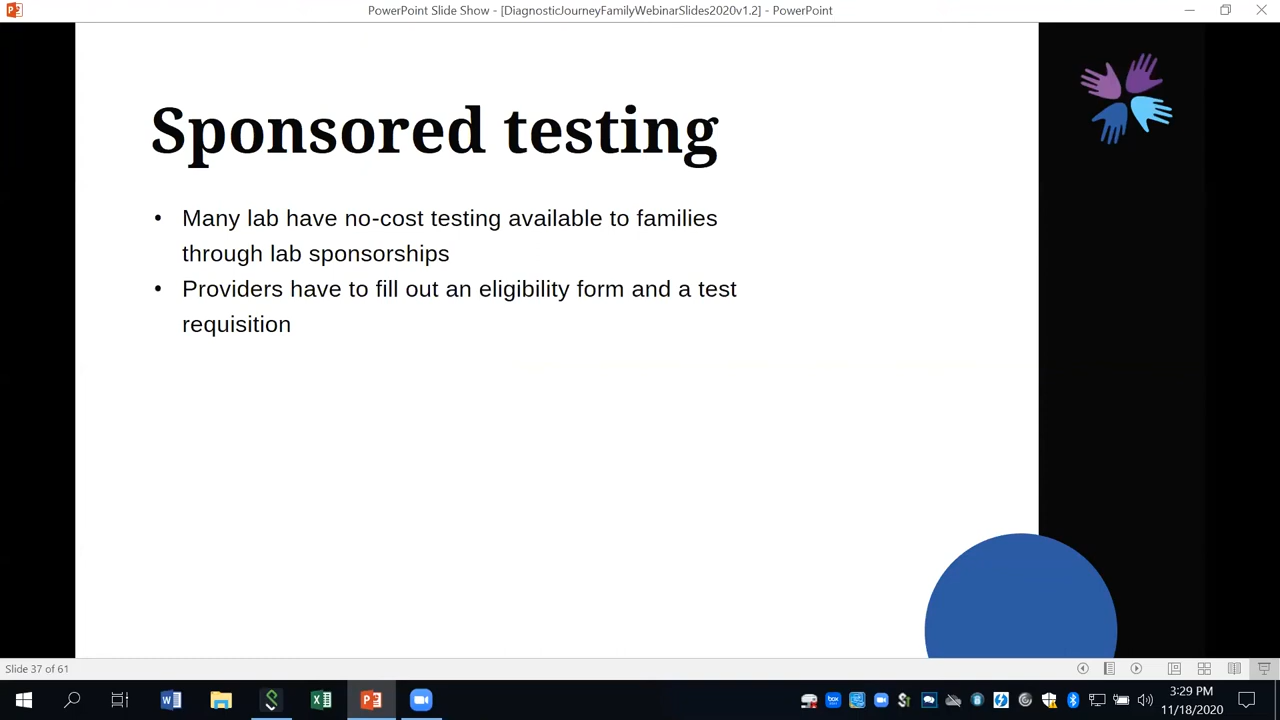 PowerPoint Slide Show - [DiagnosticJourneyFamilyWebinarSlides2020v1.2] - PowerPoint
Sponsored testing
• Many lab have no-cost testing available to families
through lab sponsorships
• Providers have to fill out an eligibility form and a test
requisition
Slide 37 of 61
3:29 PM
11/18/2020